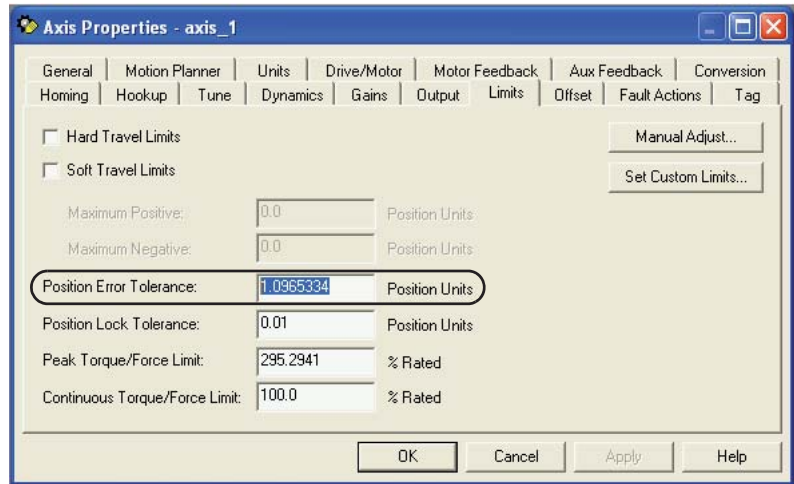 Axis Properties - axis_1
General Motion Planner Units Drive/Motor Motor Feedback Aux Feedback Conversion
Homing Hookup Tune Dynamics Gains Output Limits Offset Fault Actions Tag
Hard Travel Limits
Manual Adjust...
Soft Travel Limits
Set Custom Limits...
Maximum Positive: 0.0 Position Units
Maximum Negative: 0.0 Position Units
Position Error Tolerance: 1.0965334 Position Units
Position Lock Tolerance: 0.01 Position Units
Peak Torque/Force Limit: 295.2941 % Rated
Continuous Torque/Force Limit: 100.0 % Rated
OK Cancel Apply Help